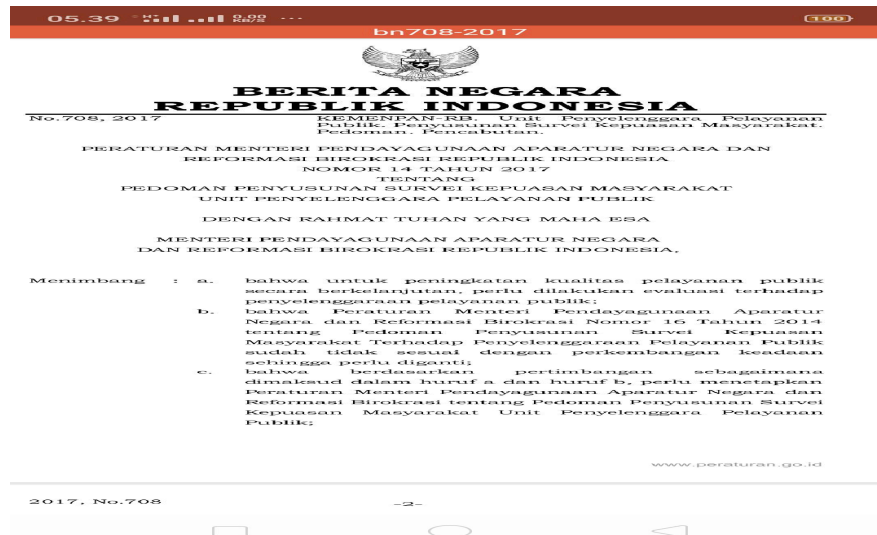 05.39 0.00 KB/S ... 100
bn708-2017
BERITA NEGARA
REPUBLIK INDONESIA
No.708, 2017 KEMENPAN-RB. Unit Penyelenggara Pelayanan
Publik. Penyusunan Survei Kepuasan Masyarakat.
Pedoman. Pencabutan.
PERATURAN MENTERI PENDAYAGUNAAN APARATUR NEGARA DAN
REFORMASI BIROKRASI REPUBLIK INDONESIA
NOMOR 14 TAHUN 2017
TENTANG
PEDOMAN PENYUSUNAN SURVEI KEPUASAN MASYARAKAT
UNIT PENYELENGGARA PELAYANAN PUBLIK
DENGAN RAHMAT TUHAN YANG MAHA ESA
MENTERI PENDAYAGUNAAN APARATUR NEGARA
DAN REFORMASI BIROKRASI REPUBLIK INDONESIA,
Menimbang : a. bahwa untuk peningkatan kualitas pelayanan publik
secara berkelanjutan, perlu dilakukan evaluasi terhadap
penyelenggaraan pelayanan publik;
b. bahwa Peraturan Menteri Pendayagunaan Aparatur
Negara dan Reformasi Birokrasi Nomor 16 Tahun 2014
tentang Pedoman Penyusunan Survei Kepuasan
Masyarakat Terhadap Penyelenggaraan Pelayanan Publik
sudah tidak sesuai dengan perkembangan keadaan
sehingga perlu diganti;
c. bahwa berdasarkan pertimbangan sebagaimana
dimaksud dalam huruf a dan huruf b, perlu menetapkan
Peraturan Menteri Pendayagunaan Aparatur Negara dan
Reformasi Birokrasi tentang Pedoman Penyusunan Survei
Kepuasan Masyarakat Unit Penyelenggara Pelayanan
Publik;
www.peraturan.go.id
2017, No.708 -2-